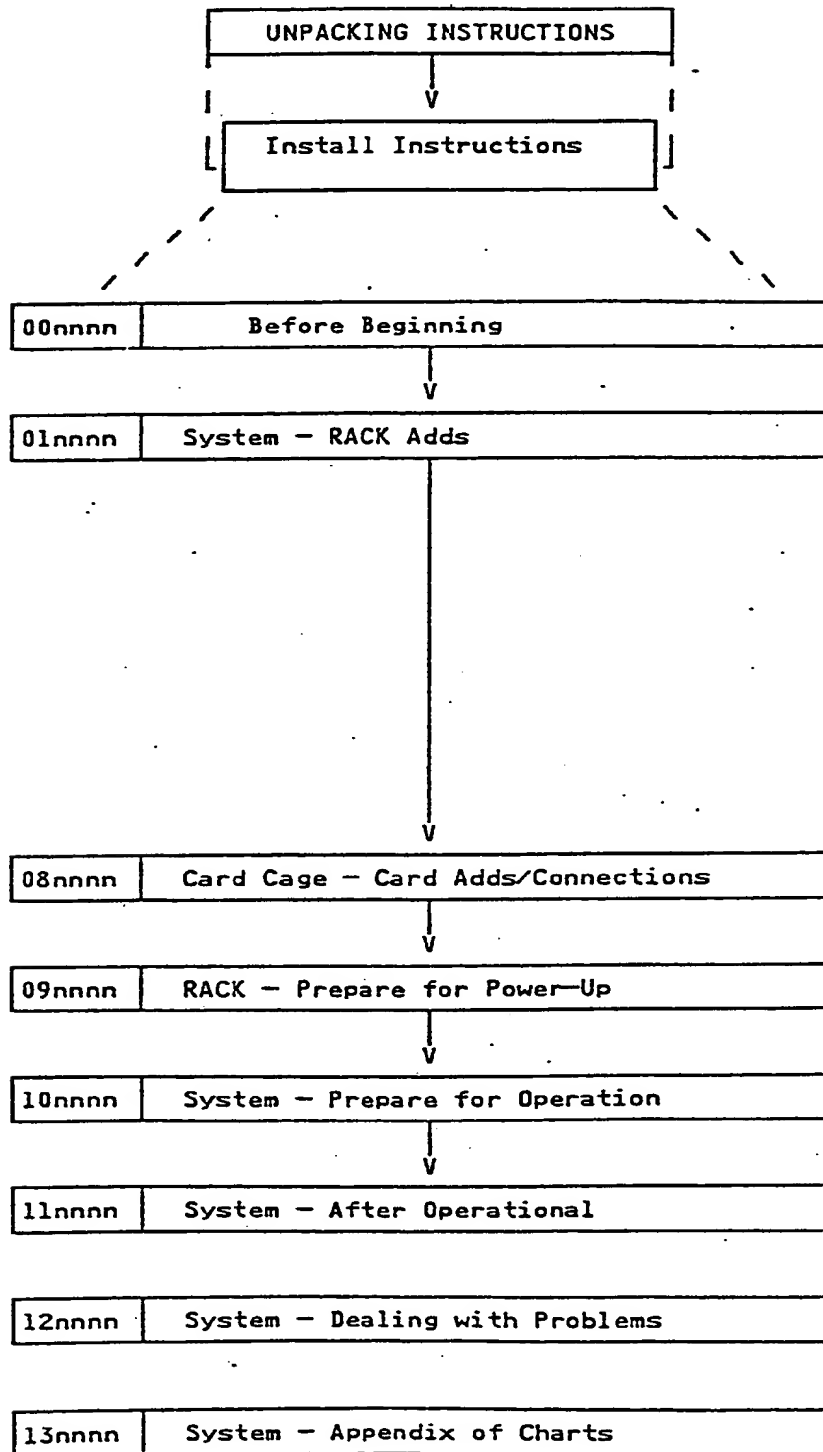 UNPACKING INSTRUCTIONS
V
Install Instructions
00nnnn Before Beginning
V
01nnnn System — RACK Adds
V
08nnnn Card Cage — Card Adds/Connections
V
09nnnn RACK — Prepare for Power—Up
V
10nnnn System — Prepare for Operation
V
11nnnn System — After Operational
12nnnn System — Dealing with Problems
13nnnn System — Appendix of Charts